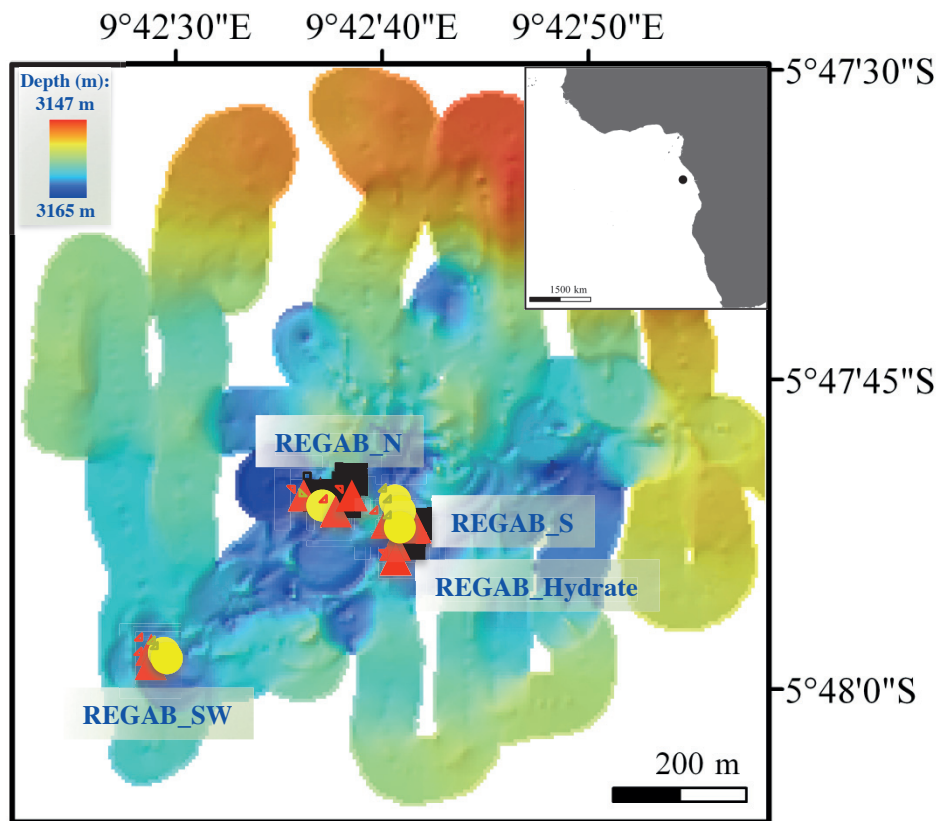 9°42'30"E 9°42'40"E 9°42'50"E
5°47'30"S
Depth (m):
3147 m
3165 m
1500 km
5°47'45"S
REGAB_N
REGAB_S
REGAB_Hydrate
5°48'0"S
REGAB_SW
200 m